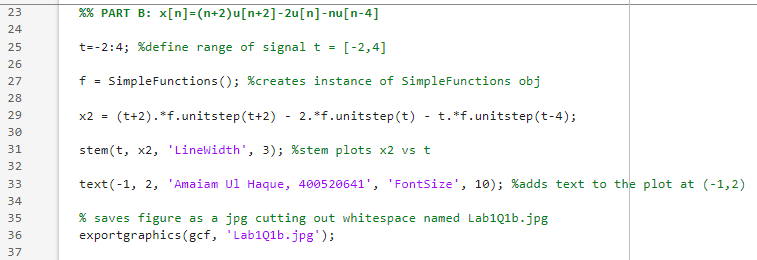 23 %% PART B: x[n]=(n+2)u[n+2]-2u[n]-nu[n-4]
24
25 t=-2:4; %define range of signal t = [-2,4]
26
27 f = SimpleFunctions(); %creates instance of SimpleFunctions obj
28
29 x2 = (t+2).*f.unitstep(t+2) - 2.*f.unitstep(t) - t.*f.unitstep(t-4);
30
31 stem(t, x2, 'LineWidth', 3); %stem plots x2 vs t
32
33 text(-1, 2, 'Amaiam Ul Haque, 400520641', 'FontSize', 10); %adds text to the plot at (-1,2)
34
35 % saves figure as a jpg cutting out whitespace named Lab1Q1b.jpg
36 exportgraphics(gcf, 'Lab1Q1b.jpg');
37